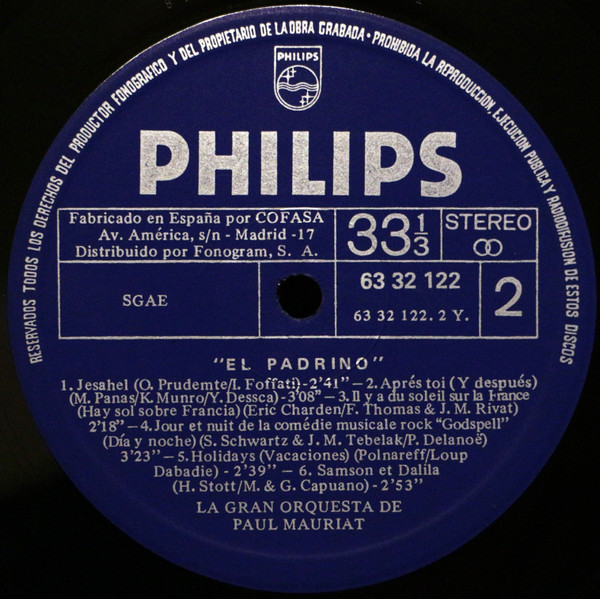 RESERVADOS TODOS LOS DERECHOS DEL PRODUCTOR FONOGRAFICO Y DEL PROPIETARIO DE LA OBRA GRABADA • PROHIBIDA LA REPRODUCCION, EJECUCION PUBLICA Y RADIODIFUSION DE ESTOS DISCOS
PHILIPS
PHILIPS
Fabricado en España por COFASA
Av. América, s/n - Madrid -17
Distribuido por Fonogram, S. A.
33 1/3
STEREO
SGAE
63 32 122
63 32 122. 2 Y.
2
"EL PADRINO"
1. Jesahel (O. Prudemte/I. Foffati)-2'41" – 2. Aprés toi (Y después)
(M. Panas/K. Munro/Y. Dessca) -3'08" – 3. Il y a du soleil sur la France
(Hay sol sobre Francia) (Eric Charden/F. Thomas & J. M. Rivat)
2'18" – 4. Jour et nuit de la comédie musicale rock "Godspell"
(Día y noche) (S. Schwartz & J. M. Tebelak/P. Delanoë)
3'23" – 5. Holidays (Vacaciones) (Polnareff/Loup
Dabadie) - 2'39" – 6. Samson et Dalila
(H. Stott/M. & G. Capuano) - 2'53"
LA GRAN ORQUESTA DE
PAUL MAURIAT